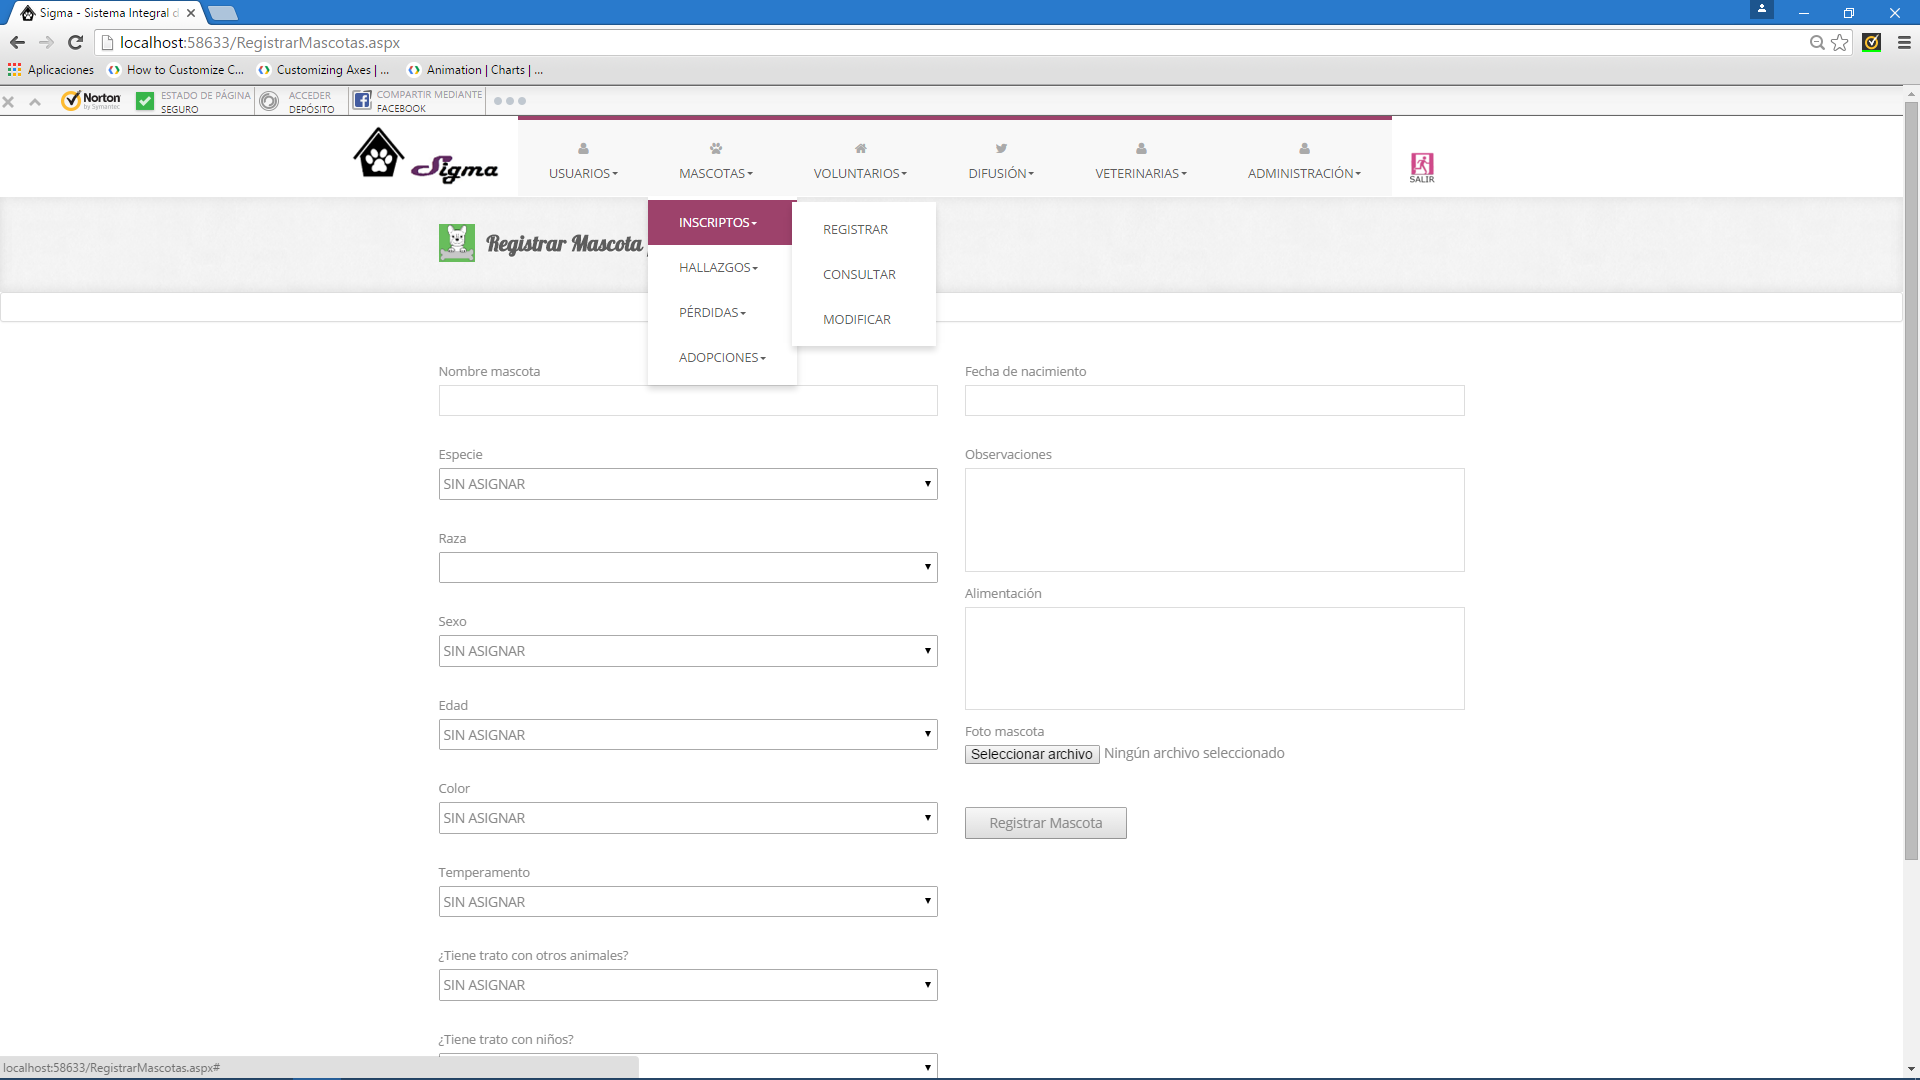 Sigma - Sistema Integral d
localhost:58633/RegistrarMascotas.aspx
Aplicaciones How to Customize C... Customizing Axes | ... Animation | Charts | ...
Norton
by Symantec
ESTADO DE PÁGINA
SEGURO
ACCEDER
DEPÓSITO
COMPARTIR MEDIANTE
FACEBOOK
Sigma
USUARIOS MASCOTAS VOLUNTARIOS DIFUSIÓN VETERINARIAS ADMINISTRACIÓN
SALIR
INSCRIPTOS
HALLAZGOS
PÉRDIDAS
ADOPCIONES
REGISTRAR
CONSULTAR
MODIFICAR
Registrar Mascota
Nombre mascota
Especie
SIN ASIGNAR
Raza
Sexo
SIN ASIGNAR
Edad
SIN ASIGNAR
Color
SIN ASIGNAR
Temperamento
SIN ASIGNAR
¿Tiene trato con otros animales?
SIN ASIGNAR
¿Tiene trato con niños?
Fecha de nacimiento
Observaciones
Alimentación
Foto mascota
Seleccionar archivo Ningún archivo seleccionado
Registrar Mascota
localhost:58633/RegistrarMascotas.aspx#